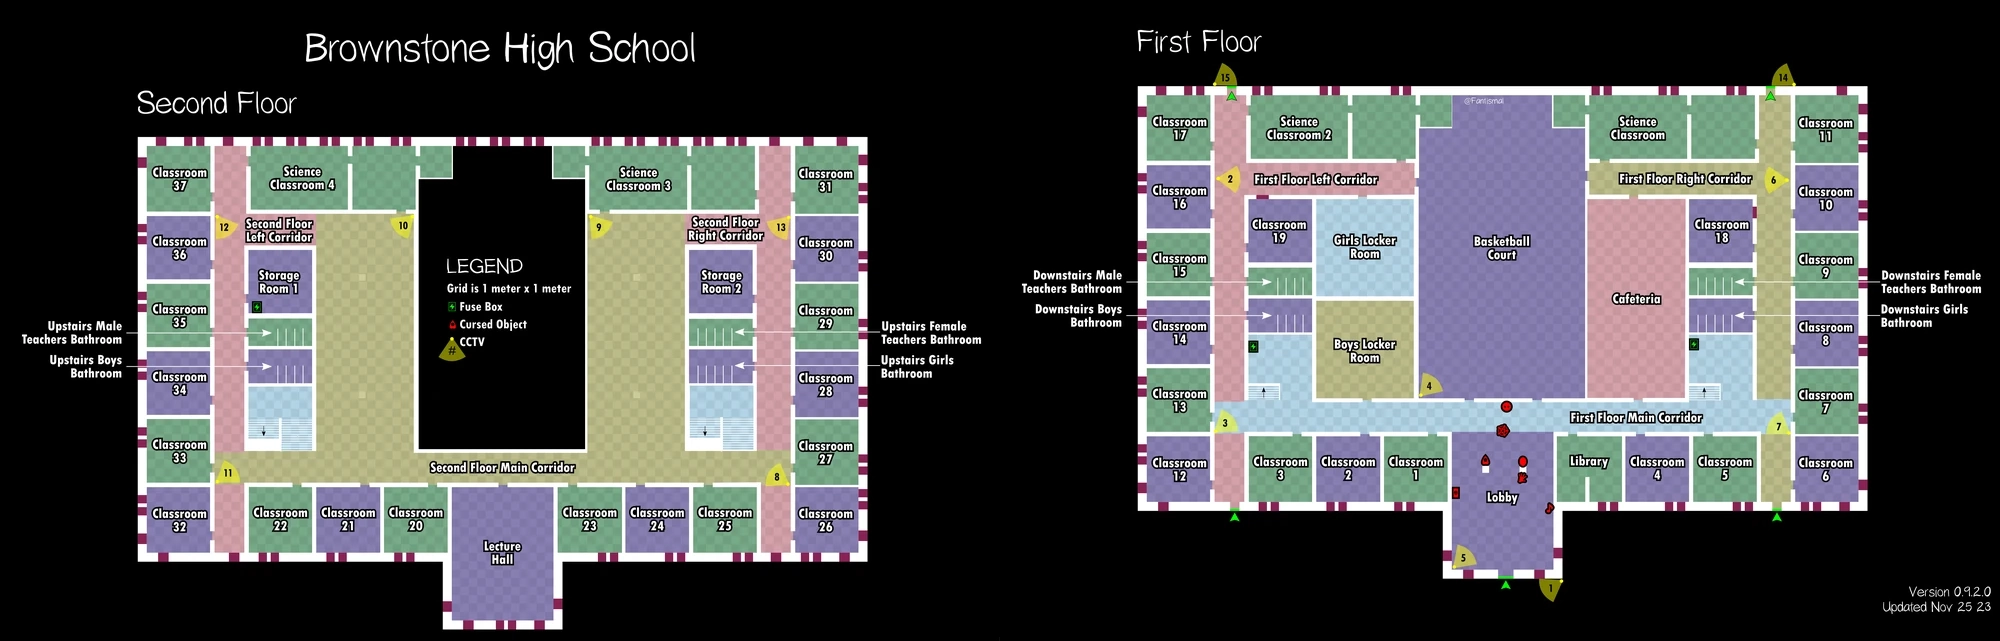 Brownstone High School
Second Floor
Classroom
37
Science
Classroom 4
Science
Classroom 3
Classroom
31
12
Second Floor
Left Corridor
10
9
Second Floor
Right Corridor
13
Classroom
36
Classroom
30
Storage
Room 1
Storage
Room 2
LEGEND
Grid is 1 meter x 1 meter
Fuse Box
Cursed Object
CCTV
#
Classroom
35
Classroom
29
Upstairs Male
Teachers Bathroom
Upstairs Female
Teachers Bathroom
Upstairs Boys
Bathroom
Upstairs Girls
Bathroom
Classroom
34
Classroom
28
Classroom
33
Classroom
27
11
Second Floor Main Corridor
8
Classroom
32
Classroom
22
Classroom
21
Classroom
20
Lecture
Hall
Classroom
23
Classroom
24
Classroom
25
Classroom
26
First Floor
15
14
@Fantismal
Classroom
17
Science
Classroom 2
Science
Classroom
Classroom
11
2
First Floor Left Corridor
First Floor Right Corridor
6
Classroom
16
Classroom
10
Classroom
19
Girls Locker
Room
Basketball
Court
Classroom
18
Classroom
15
Classroom
9
Downstairs Male
Teachers Bathroom
Downstairs Female
Teachers Bathroom
Cafeteria
Downstairs Boys
Bathroom
Downstairs Girls
Bathroom
Classroom
14
Boys Locker
Room
Classroom
8
4
Classroom
13
Classroom
7
3
First Floor Main Corridor
7
Classroom
12
Classroom
3
Classroom
2
Classroom
1
Lobby
Library
Classroom
4
Classroom
5
Classroom
6
5
1
Version 0.9.2.0
Updated Nov 25 23